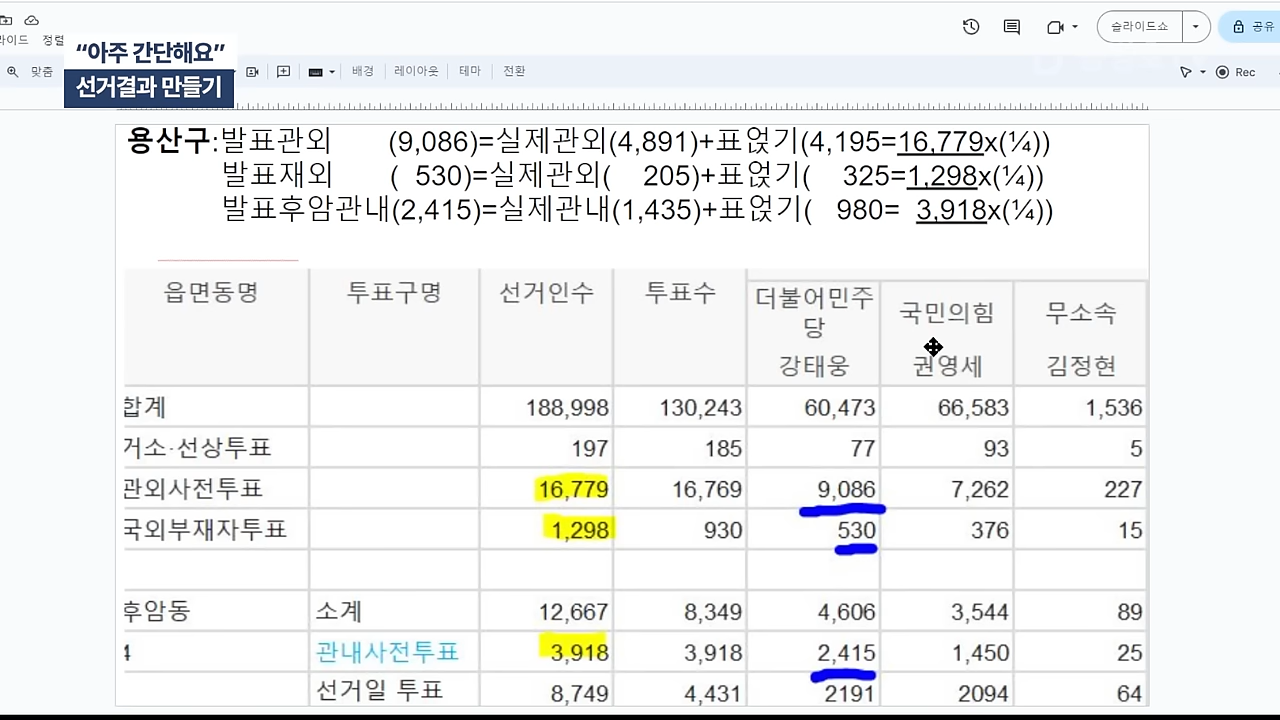 슬라이드쇼
공유
라이드 정렬
“아주 간단해요”
선거결과 만들기
맞춤
배경
레이아웃
테마
전환
Rec
용산구:발표관외 (9,086)=실제관외(4,891)+표얹기(4,195=16,779x(¼))
발표재외 ( 530)=실제관외( 205)+표얹기( 325=1,298x(¼))
발표후암관내(2,415)=실제관내(1,435)+표얹기( 980= 3,918x(¼))
읍면동명 투표구명 선거인수 투표수 더불어민주당 강태웅 국민의힘 권영세 무소속 김정현
합계 188,998 130,243 60,473 66,583 1,536
거소·선상투표 197 185 77 93 5
관외사전투표 16,779 16,769 9,086 7,262 227
국외부재자투표 1,298 930 530 376 15
후암동 소계 12,667 8,349 4,606 3,544 89
4 관내사전투표 3,918 3,918 2,415 1,450 25
선거일 투표 8,749 4,431 2191 2094 64